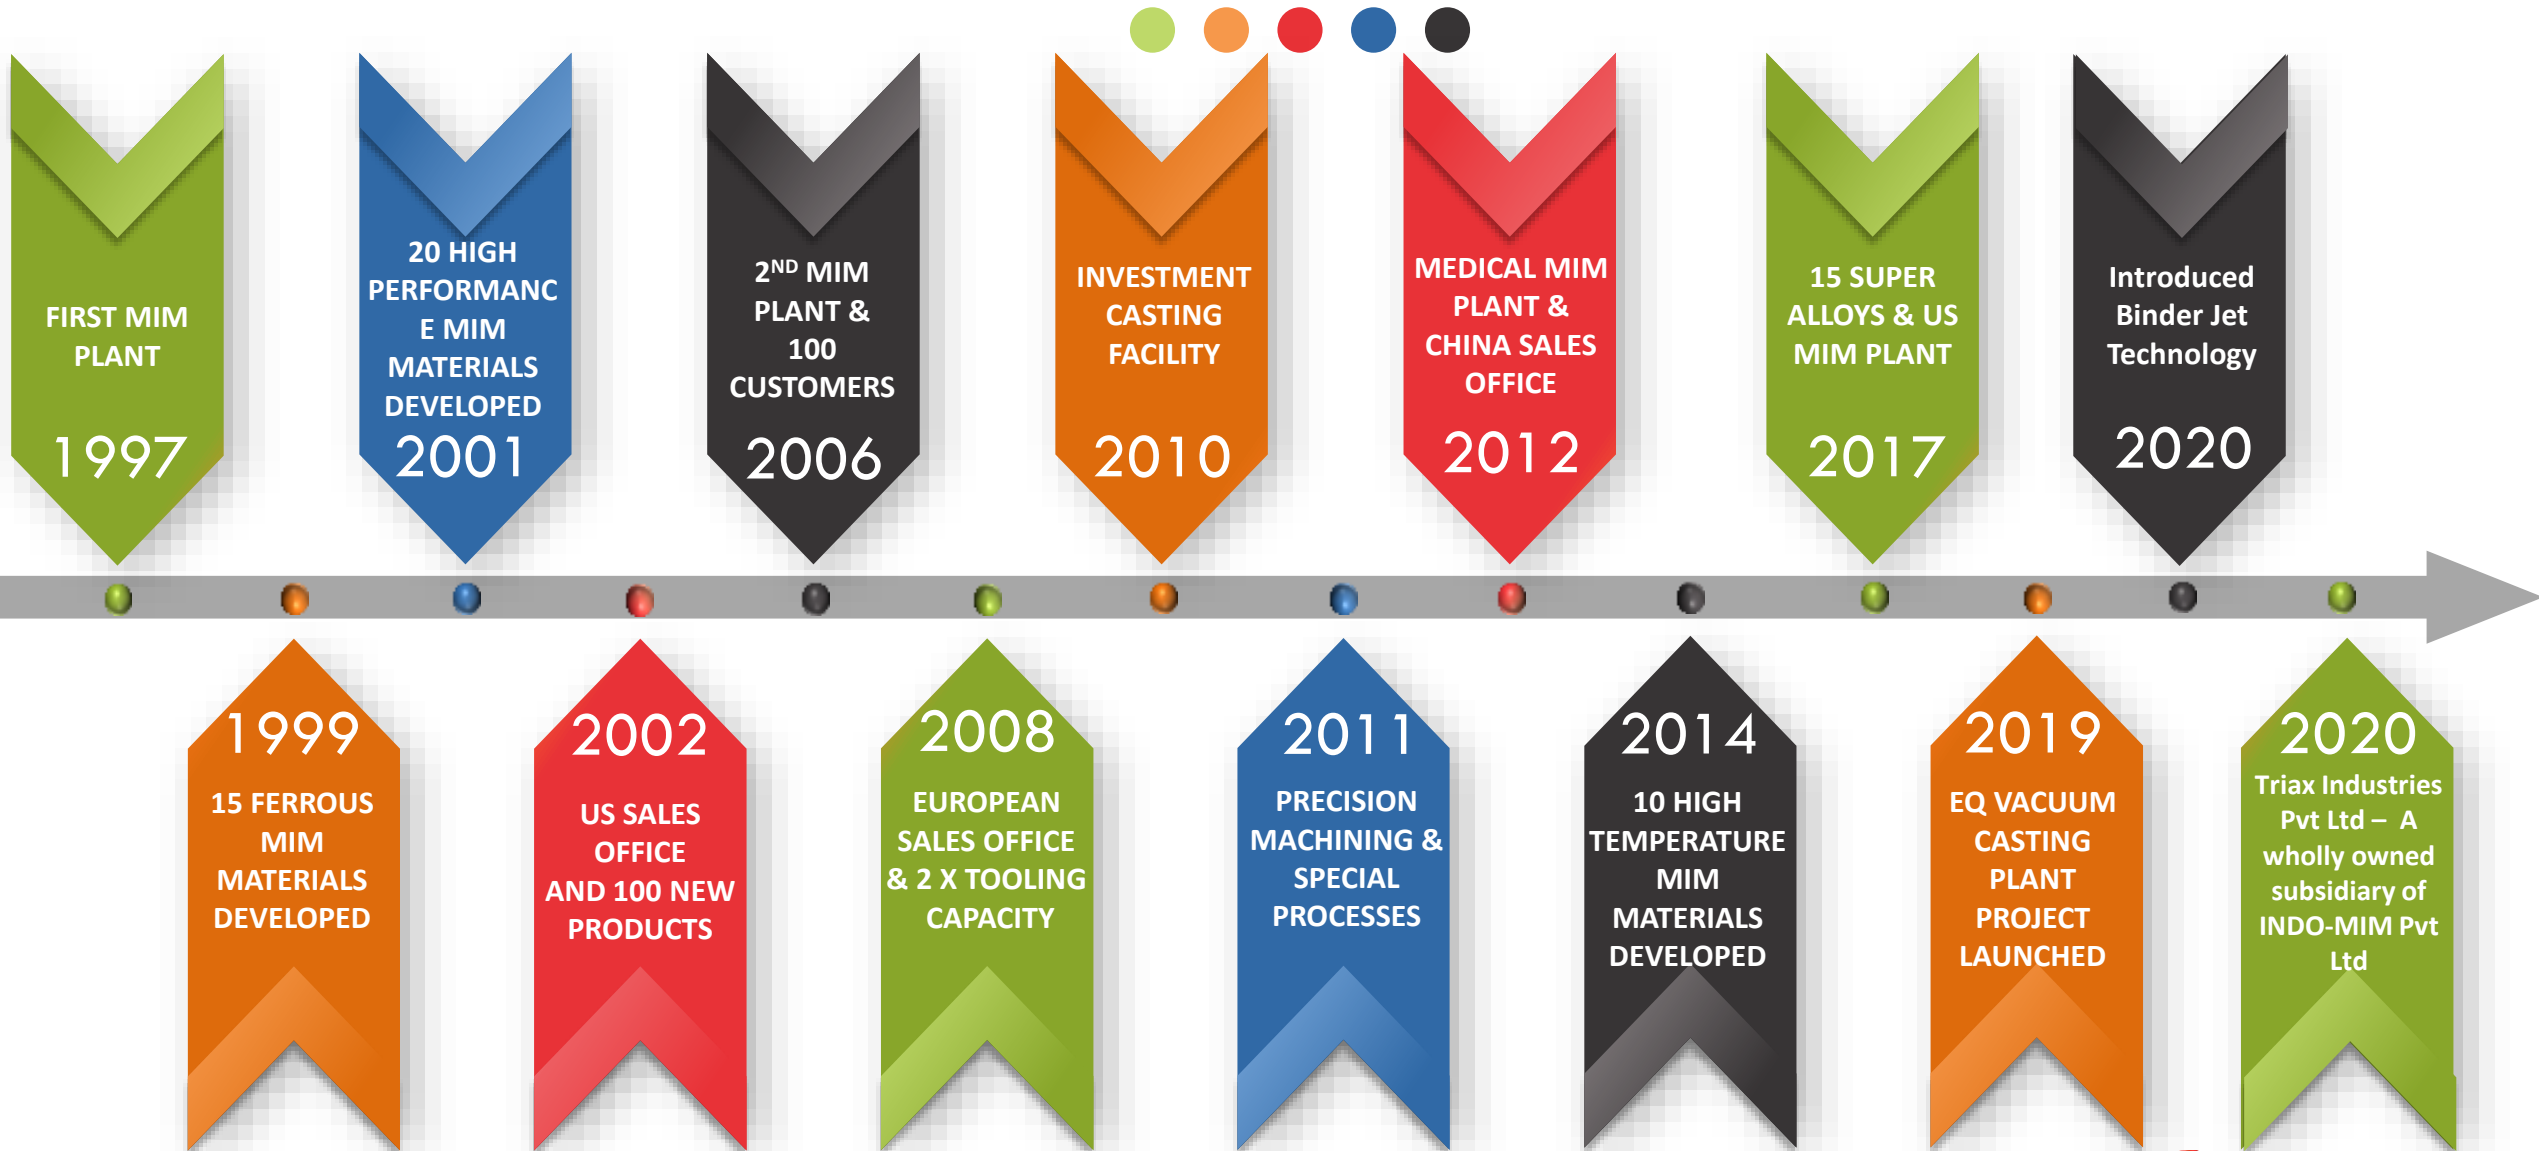 FIRST MIM
PLANT
1997
20 HIGH
PERFORMANC
E MIM
MATERIALS
DEVELOPED
2001
2ND MIM
PLANT &
100
CUSTOMERS
2006
INVESTMENT
CASTING
FACILITY
2010
MEDICAL MIM
PLANT &
CHINA SALES
OFFICE
2012
15 SUPER
ALLOYS & US
MIM PLANT
2017
Introduced
Binder Jet
Technology
2020
1999
15 FERROUS
MIM
MATERIALS
DEVELOPED
2002
US SALES
OFFICE
AND 100 NEW
PRODUCTS
2008
EUROPEAN
SALES OFFICE
& 2 X TOOLING
CAPACITY
2011
PRECISION
MACHINING &
SPECIAL
PROCESSES
2014
10 HIGH
TEMPERATURE
MIM
MATERIALS
DEVELOPED
2019
EQ VACUUM
CASTING
PLANT
PROJECT
LAUNCHED
2020
Triax Industries
Pvt Ltd – A
wholly owned
subsidiary of
INDO-MIM Pvt
Ltd